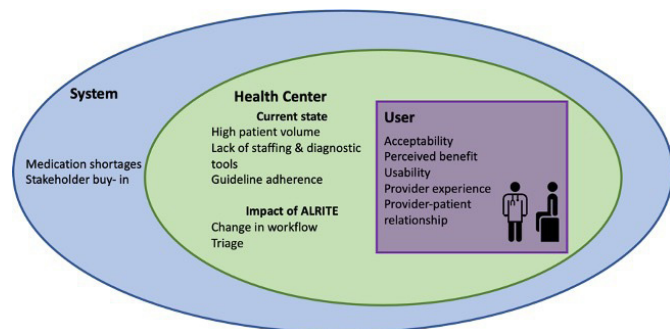 System
Medication shortages
Stakeholder buy- in
Health Center
Current state
High patient volume
Lack of staffing & diagnostic
tools
Guideline adherence
Impact of ALRITE
Change in workflow
Triage
User
Acceptability
Perceived benefit
Usability
Provider experience
Provider-patient
relationship